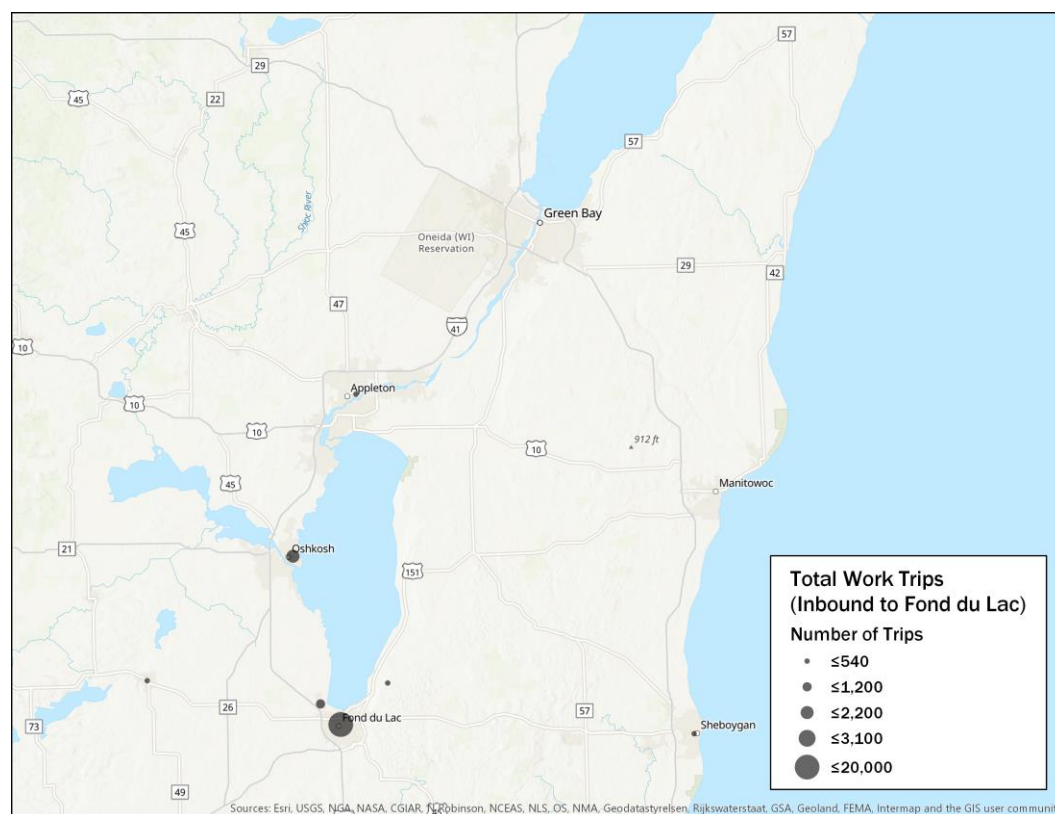 57
29
45
22
57
Shioc River
Green Bay
45
Oneida (WI)
Reservation
29
42
47
41
10
Appleton
10
912 ft
10
10
45
Manitowoc
21
Oshkosh
151
Total Work Trips
(Inbound to Fond du Lac)
Number of Trips
≤540
≤1,200
≤2,200
≤3,100
≤20,000
26
73
Fond du Lac
57
Sheboygan
49
45
Sources: Esri, USGS, NGA, NASA, CGIAR, N Robinson, NCEAS, NLS, OS, NMA, Geodatastyrelsen, Rijkswaterstaat, GSA, Geoland, FEMA, Intermap and the GIS user communit